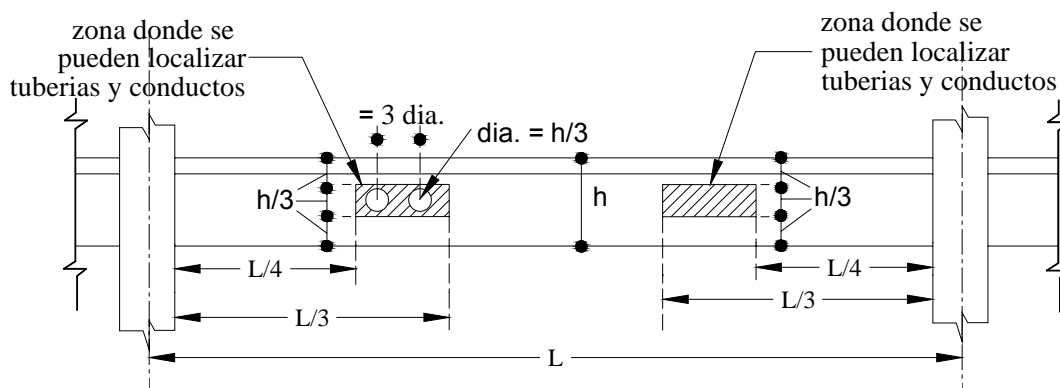 zona donde se
pueden localizar
tuberias y conductos
zona donde se
pueden localizar
tuberias y conductos
= 3 dia.
dia. = h/3
h/3
h
h/3
L/4
L/4
L/3
L/3
L